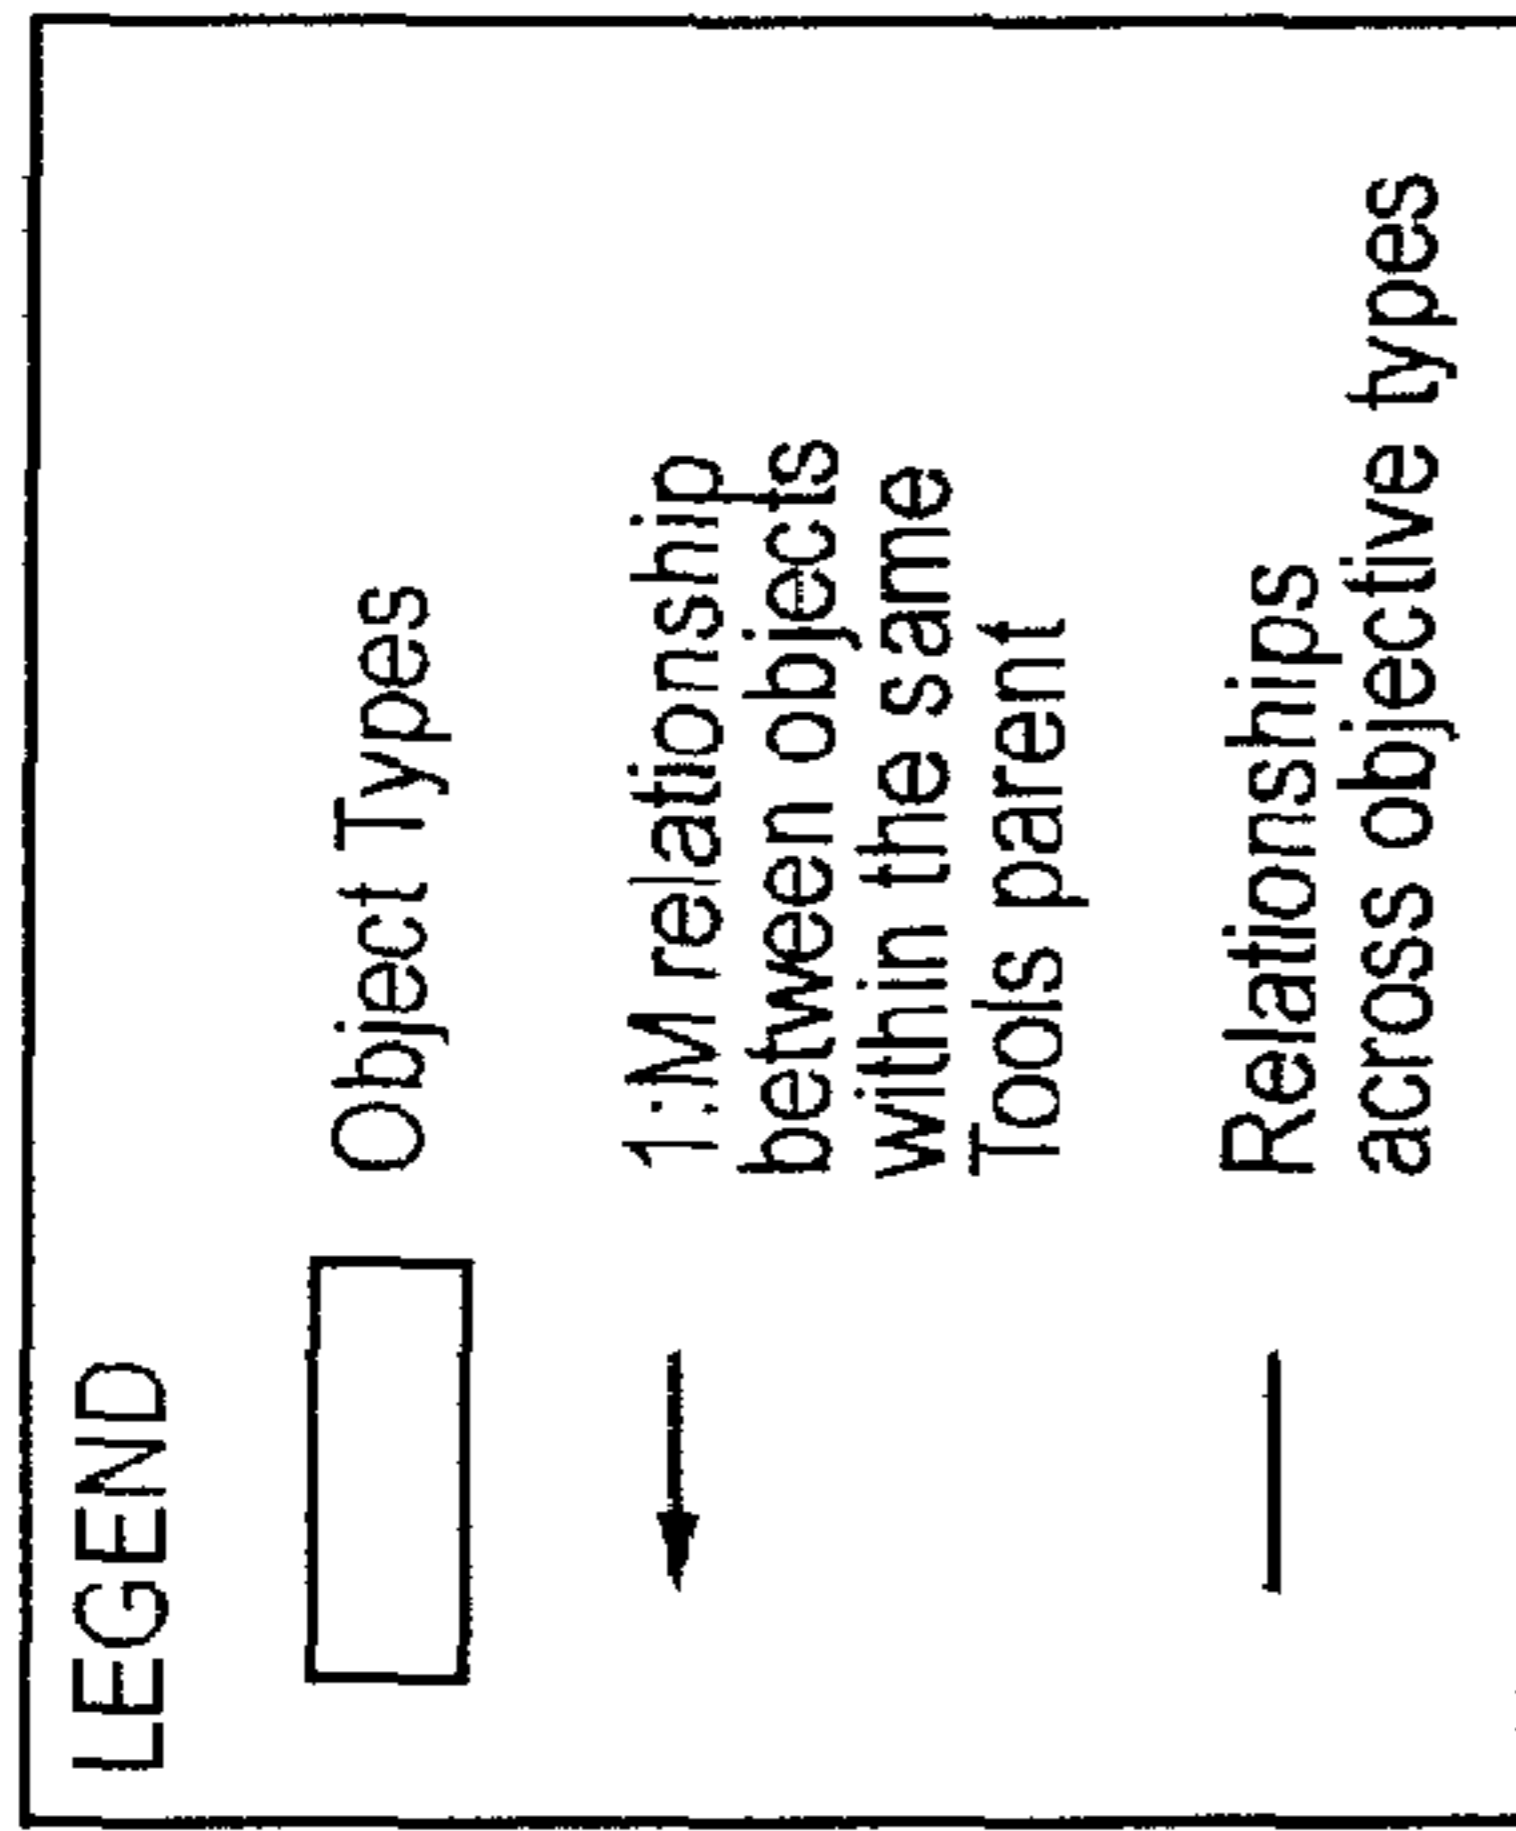 LEGEND
Object Types
1:M relationship
between objects
within the same
Tools parent
Relationships
across objective types